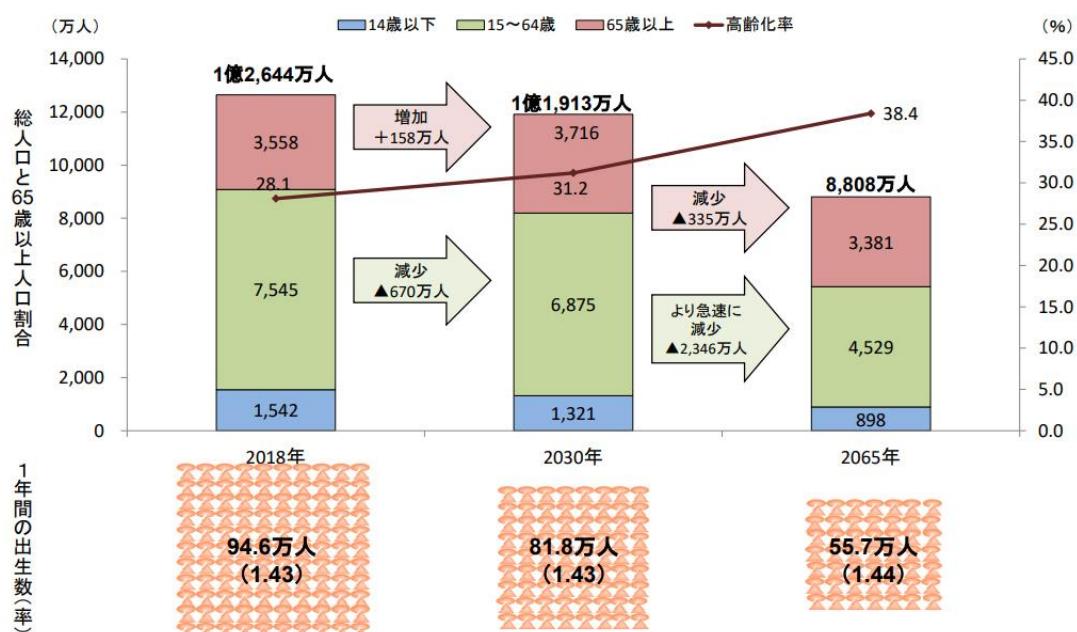 （万人）
14歳以下
15～64歳
65歳以上
高齢化率
（%）
総人口と65歳以上人口割合
14,000
12,000
10,000
8,000
6,000
4,000
2,000
0
45.0
40.0
35.0
30.0
25.0
20.0
15.0
10.0
5.0
0.0
1億2,644万人
3,558
28.1
7,545
1,542
増加
＋158万人
減少
▲670万人
1億1,913万人
3,716
31.2
6,875
1,321
減少
▲335万人
より急速に
減少
▲2,346万人
38.4
8,808万人
3,381
4,529
898
2018年
2030年
2065年
1年間の出生数（率）
94.6万人
（1.43）
81.8万人
（1.43）
55.7万人
（1.44）